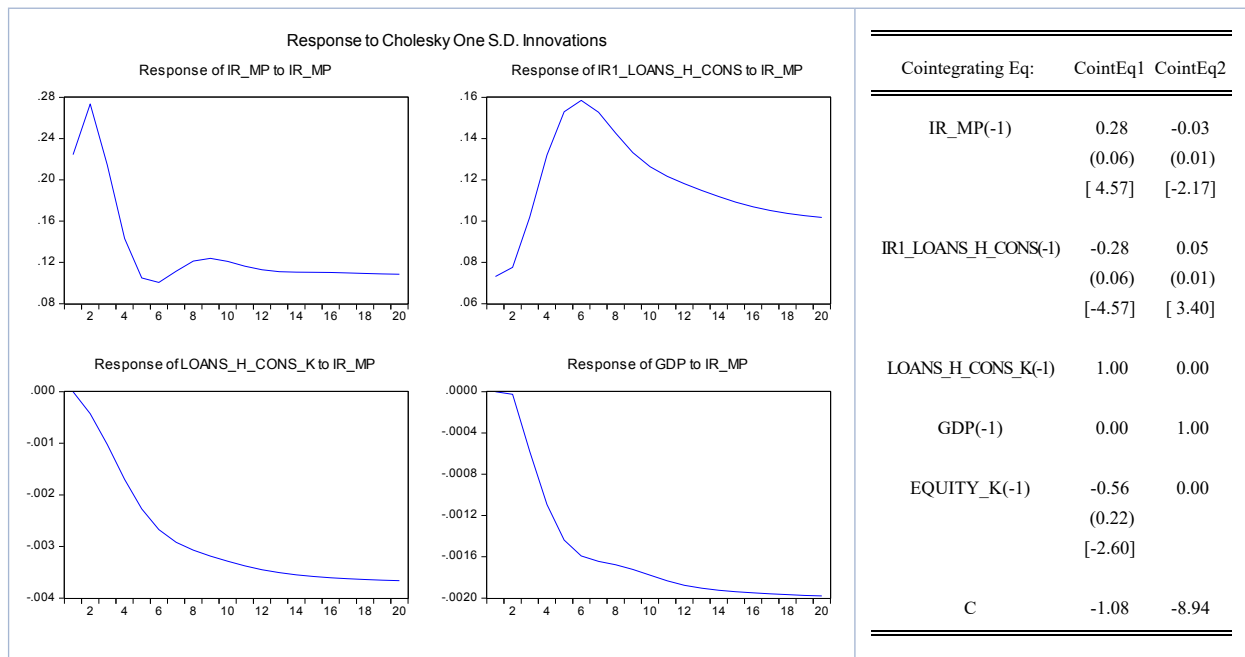 Response to Cholesky One S.D. Innovations
Response of IR_MP to IR_MP
.28
.24
.20
.16
.12
.08
2 4 6 8 10 12 14 16 18 20
Response of IR1_LOANS_H_CONS to IR_MP
.16
.14
.12
.10
.08
.06
2 4 6 8 10 12 14 16 18 20
Response of LOANS_H_CONS_K to IR_MP
.000
-.001
-.002
-.003
-.004
2 4 6 8 10 12 14 16 18 20
Response of GDP to IR_MP
.0000
-.0004
-.0008
-.0012
-.0016
-.0020
2 4 6 8 10 12 14 16 18 20
Cointegrating Eq: CointEq1 CointEq2
IR_MP(-1) 0.28 -0.03
(0.06) (0.01)
[ 4.57] [-2.17]
IR1_LOANS_H_CONS(-1) -0.28 0.05
(0.06) (0.01)
[-4.57] [ 3.40]
LOANS_H_CONS_K(-1) 1.00 0.00
GDP(-1) 0.00 1.00
EQUITY_K(-1) -0.56 0.00
(0.22)
[-2.60]
C -1.08 -8.94